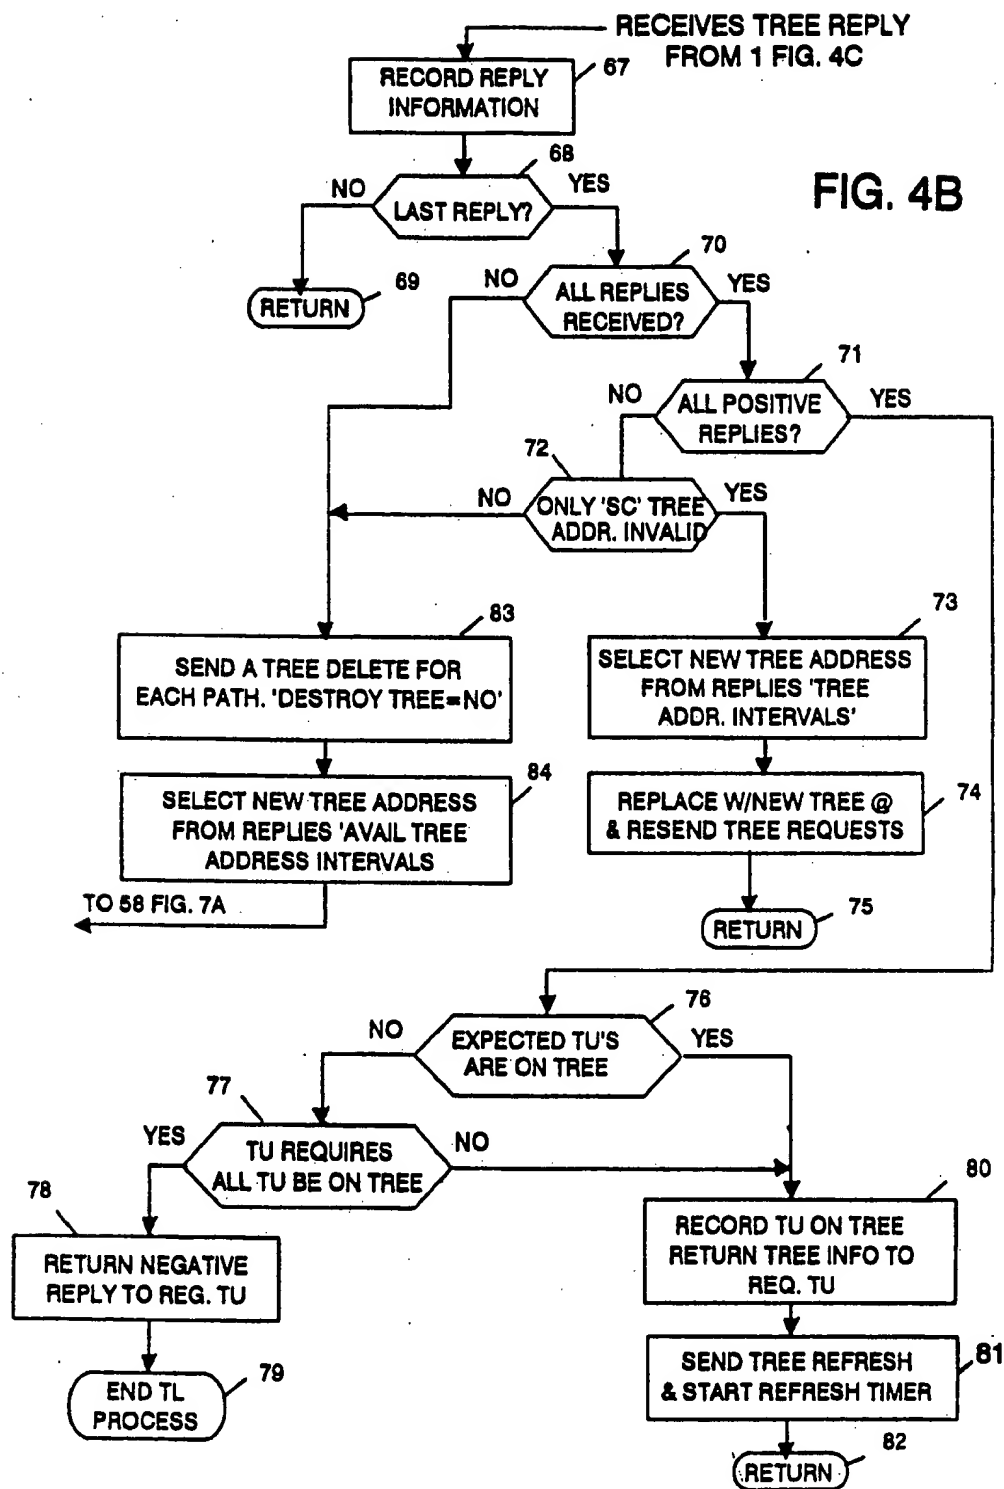 RECEIVES TREE REPLY
FROM 1 FIG. 4C
67
RECORD REPLY
INFORMATION
68
NO
YES
LAST REPLY?
FIG. 4B
70
69
RETURN
NO
YES
ALL REPLIES
RECEIVED?
71
NO
YES
ALL POSITIVE
REPLIES?
72
NO
YES
ONLY 'SC' TREE
ADDR. INVALID
83
SEND A TREE DELETE FOR
EACH PATH. 'DESTROY TREE=NO'
73
SELECT NEW TREE ADDRESS
FROM REPLIES 'TREE
ADDR. INTERVALS'
84
SELECT NEW TREE ADDRESS
FROM REPLIES 'AVAIL TREE
ADDRESS INTERVALS
74
REPLACE W/NEW TREE @
& RESEND TREE REQUESTS
TO 58 FIG. 7A
75
RETURN
76
NO
YES
EXPECTED TU'S
ARE ON TREE
77
YES
NO
TU REQUIRES
ALL TU BE ON TREE
78
RETURN NEGATIVE
REPLY TO REG. TU
80
RECORD TU ON TREE
RETURN TREE INFO TO
REQ. TU
79
END TL
PROCESS
81
SEND TREE REFRESH
& START REFRESH TIMER
82
RETURN